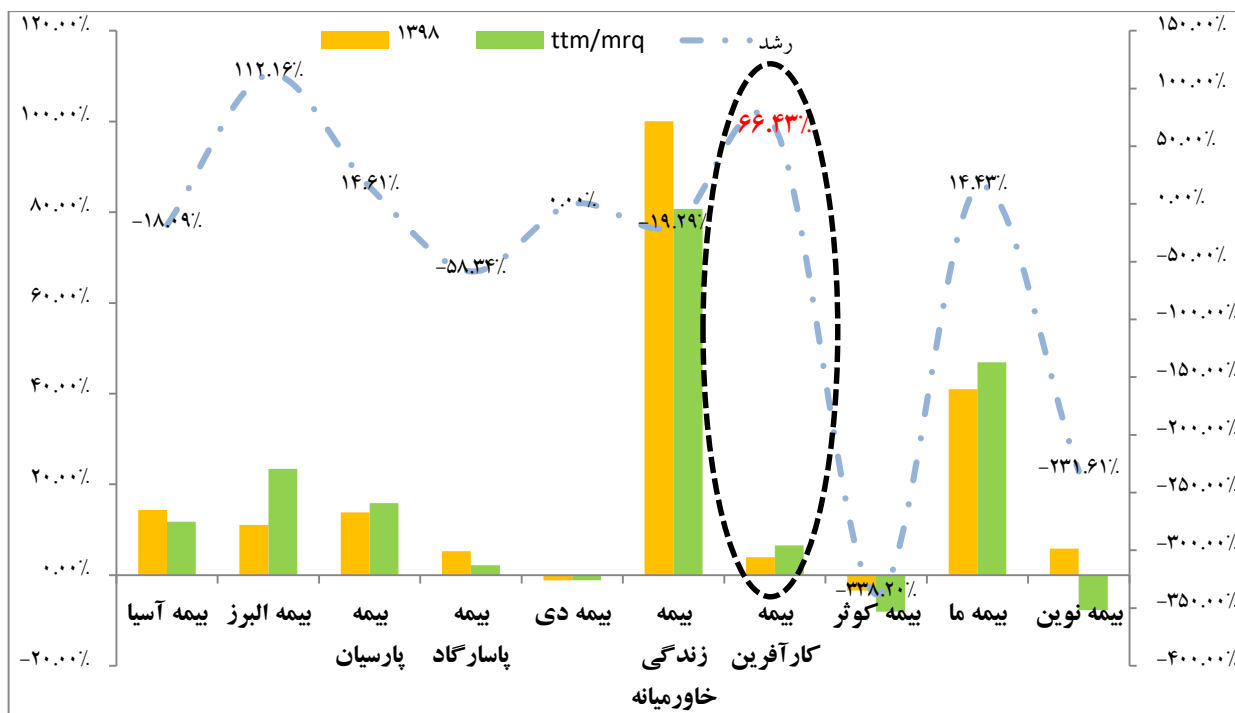 ۱۳۹۸
ttm/mrq
رشد
۱۲۰.۰۰٪
۱۰۰.۰۰٪
۸۰.۰۰٪
۶۰.۰۰٪
۴۰.۰۰٪
۲۰.۰۰٪
۰.۰۰٪
-۲۰.۰۰٪
۱۵۰.۰۰٪
۱۰۰.۰۰٪
۵۰.۰۰٪
۰.۰۰٪
-۵۰.۰۰٪
-۱۰۰.۰۰٪
-۱۵۰.۰۰٪
-۲۰۰.۰۰٪
-۲۵۰.۰۰٪
-۳۰۰.۰۰٪
-۳۵۰.۰۰٪
-۴۰۰.۰۰٪
-۱۸.۰۹٪
۱۱۲.۱۶٪
۱۴.۶۱٪
-۵۸.۳۴٪
۰.۰۰٪
-۱۹.۲۹٪
۶۶.۴۳٪
-۳۳۸.۲۰٪
۱۴.۴۳٪
-۲۳۱.۶۱٪
بیمه آسیا
بیمه البرز
بیمه
پارسیان
بیمه
پاسارگاد
بیمه دی
بیمه
زندگی
خاورمیانه
بیمه
کارآفرین
بیمه کوثر
بیمه ما
بیمه نوین